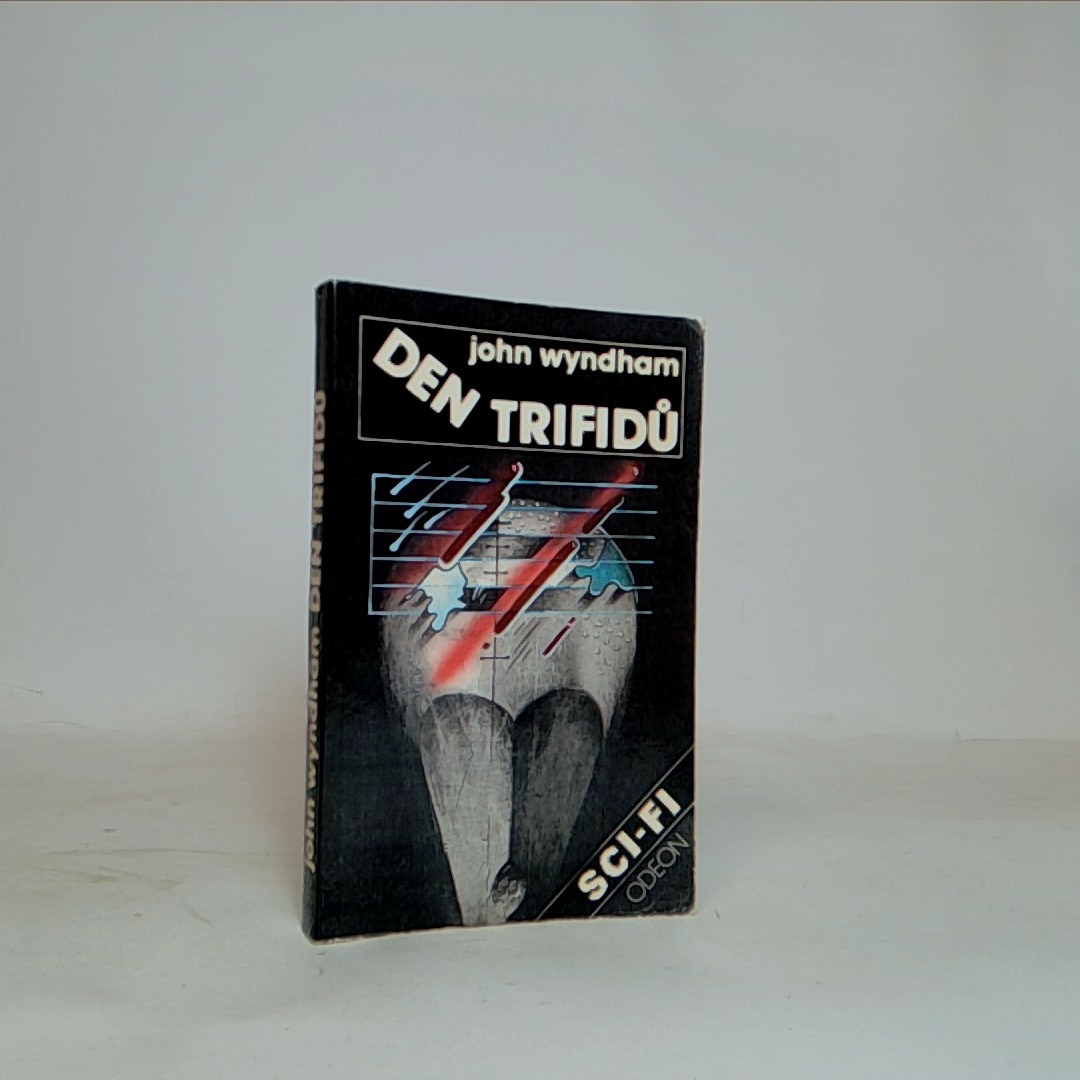 john wyndham
DEN TRIFIDŮ
SCI-FI
ODEON
john wyndham DEN TRIFIDŮ